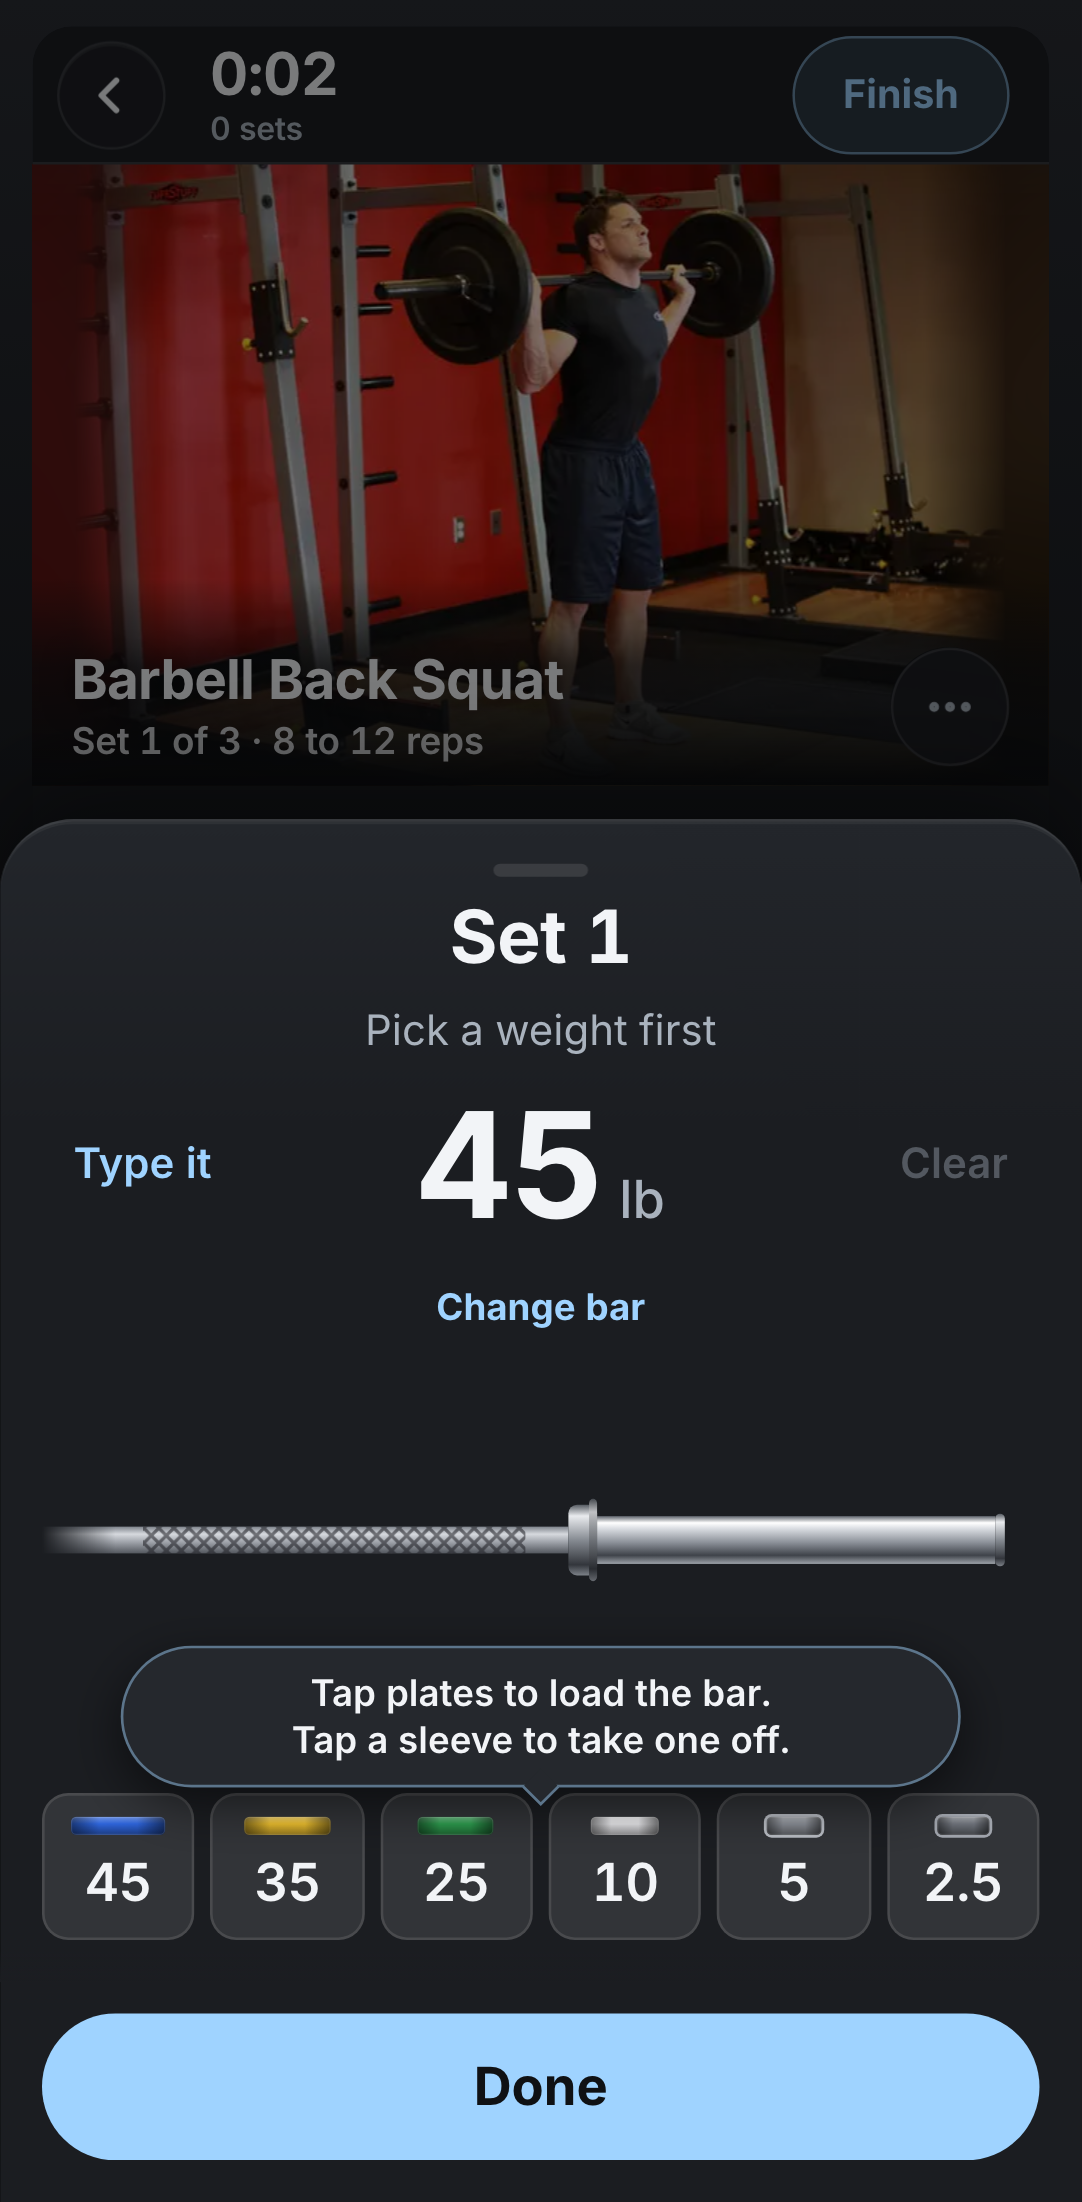 0:02
0 sets
Finish
Barbell Back Squat
Set 1 of 3 · 8 to 12 reps
Set 1
Pick a weight first
Type it
45 lb
Clear
Change bar
Tap plates to load the bar.
Tap a sleeve to take one off.
45
35
25
10
5
2.5
Done